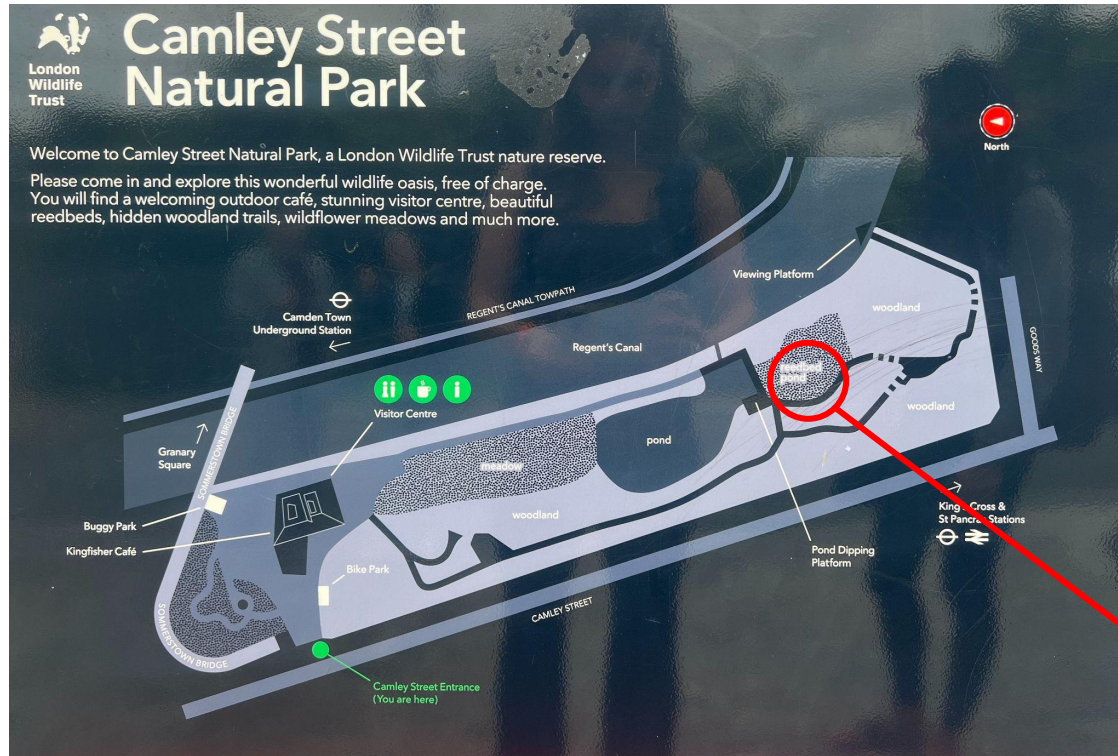 London
Wildlife
Trust
Camley Street
Natural Park
Welcome to Camley Street Natural Park, a London Wildlife Trust nature reserve.
Please come in and explore this wonderful wildlife oasis, free of charge.
You will find a welcoming outdoor café, stunning visitor centre, beautiful
reedbeds, hidden woodland trails, wildflower meadows and much more.
North
Viewing Platform
Camden Town
Underground Station
REGENT'S CANAL TOWPATH
Regent's Canal
woodland
GOODS WAY
reedbed
pond
woodland
Visitor Centre
Granary
Square
SOMMERSTOWN BRIDGE
pond
meadow
woodland
Buggy Park
Kingfisher Café
King's Cross &
St Pancras Stations
Pond Dipping
Platform
Bike Park
CAMLEY STREET
SOMMERSTOWN BRIDGE
Camley Street Entrance
(You are here)